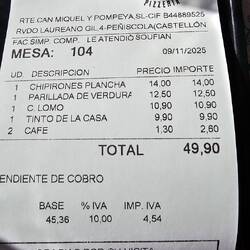 PIZZERIA
RTE.CAN MIQUEL Y POMPEYA,SL-CIF B44889525
RVDO.LAUREANO GIL,4-PEÑISCOLA(CASTELLÓN
FAC.SIMP. COMP. LE ATENDIÓ SOUFIAN
MESA: 104 09/11/2025
UD. DESCRIPCION PRECIO IMPORTE
1 CHIPIRONES PLANCHA 14,00 14,00
1 PARILLADA DE VERDURA 12,50 12,50
1 C. LOMO 10,90 10,90
1 TINTO DE LA CASA 9,90 9,90
2 CAFE 1,30 2,60
TOTAL 49,90
ENDIENTE DE COBRO
BASE % IVA IMP. IVA
45,36 10,00 4,54